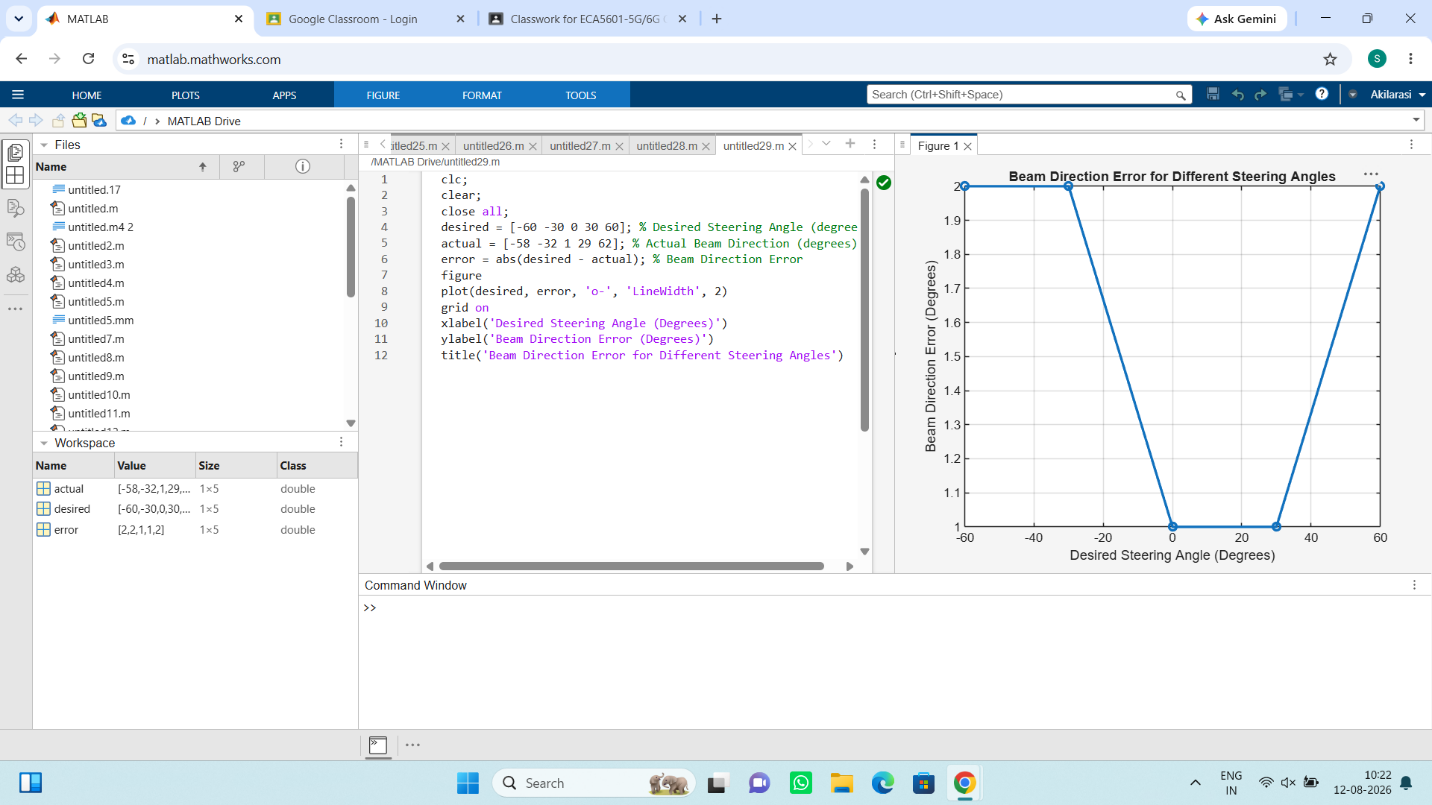 MATLAB
Google Classroom - Login
Classwork for ECA5601-5G/6G
Ask Gemini
matlab.mathworks.com
S
HOME PLOTS APPS FIGURE FORMAT TOOLS
Search (Ctrl+Shift+Space)
Akilarasi
/ > MATLAB Drive
Files
Name
untitled.17
untitled.m
untitled.m4 2
untitled2.m
untitled3.m
untitled4.m
untitled5.m
untitled5.mm
untitled7.m
untitled8.m
untitled9.m
untitled10.m
untitled11.m
Workspace
Name Value Size Class
actual [-58,-32,1,29,... 1×5 double
desired [-60,-30,0,30,... 1×5 double
error [2,2,1,1,2] 1×5 double
itled25.m untitled26.m untitled27.m untitled28.m untitled29.m
/MATLAB Drive/untitled29.m
1 clc;
2 clear;
3 close all;
4 desired = [-60 -30 0 30 60]; % Desired Steering Angle (degree
5 actual = [-58 -32 1 29 62]; % Actual Beam Direction (degrees)
6 error = abs(desired - actual); % Beam Direction Error
7 figure
8 plot(desired, error, 'o-', 'LineWidth', 2)
9 grid on
10 xlabel('Desired Steering Angle (Degrees)')
11 ylabel('Beam Direction Error (Degrees)')
12 title('Beam Direction Error for Different Steering Angles')
Figure 1
Beam Direction Error for Different Steering Angles
Beam Direction Error (Degrees)
2
1.9
1.8
1.7
1.6
1.5
1.4
1.3
1.2
1.1
1
-60 -40 -20 0 20 40 60
Desired Steering Angle (Degrees)
Command Window
>>
Search
ENG
IN
10:22
12-08-2026